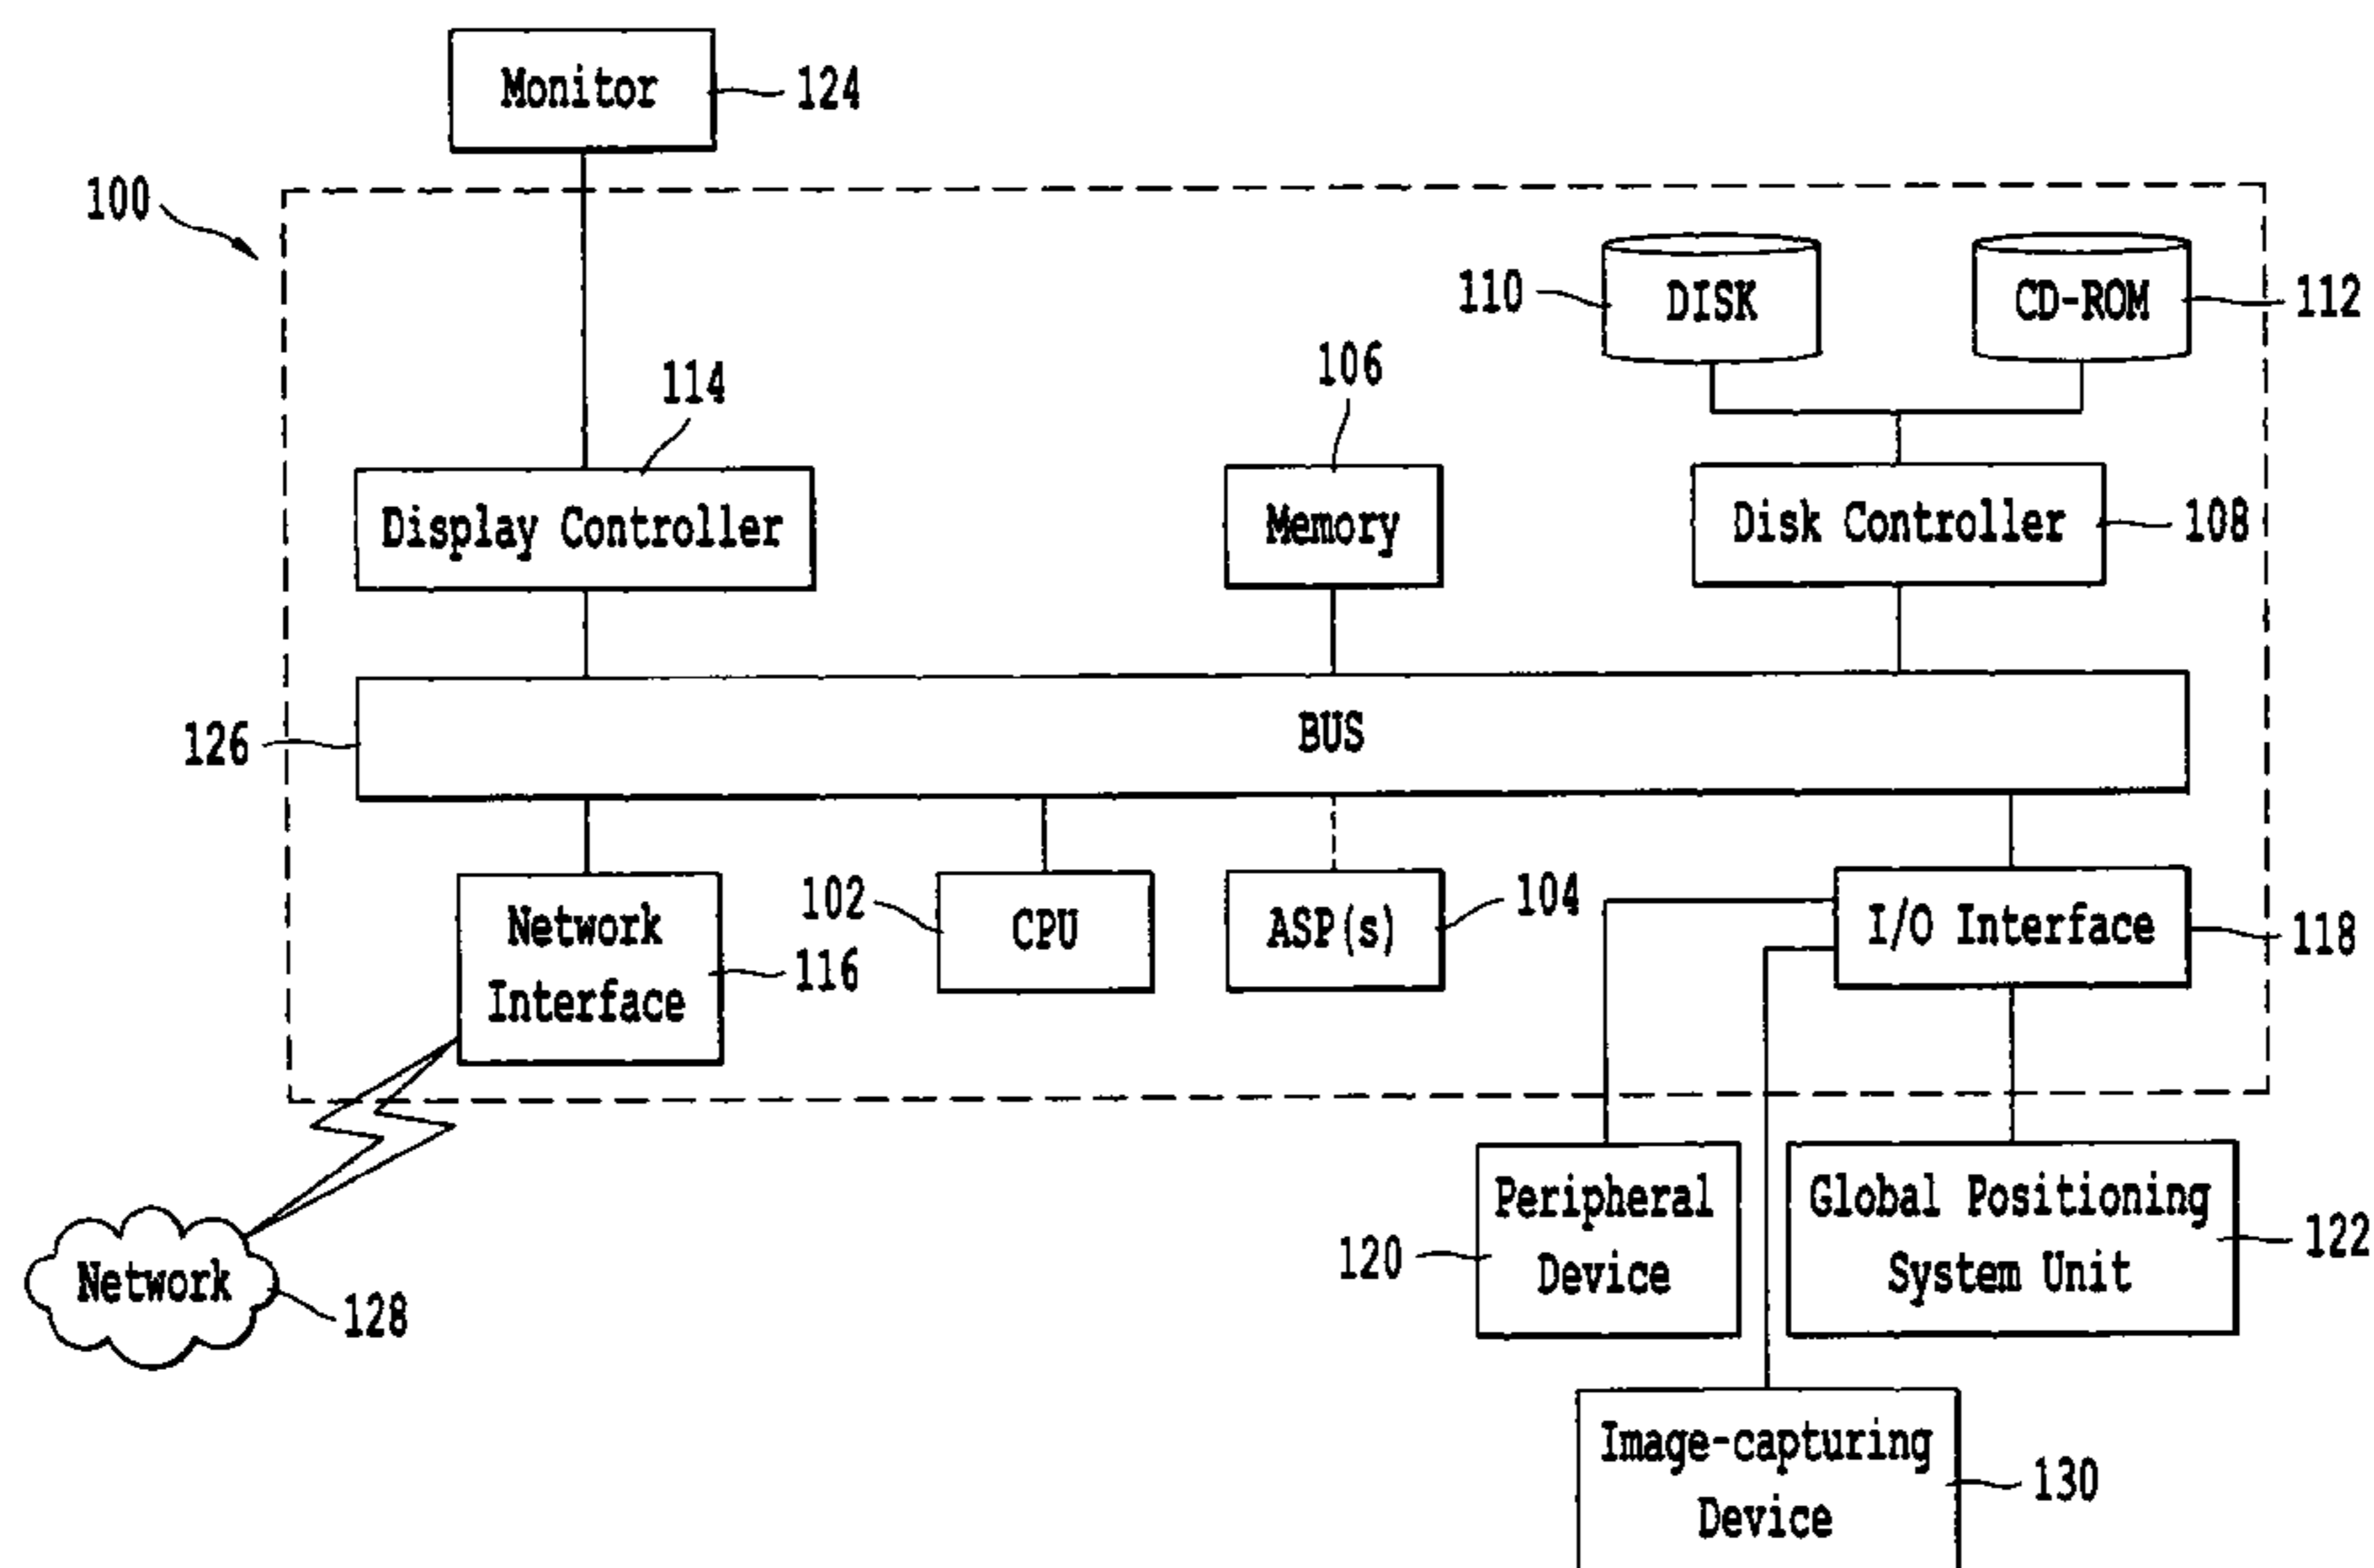 Monitor
124
100
110
DISK
CD-ROM
112
114
106
Display Controller
Memory
Disk Controller
108
126
BUS
Network
Interface
116
102
CPU
ASP(s)
104
I/O Interface
118
Network
128
120
Peripheral
Device
Global Positioning
System Unit
122
Image-capturing
Device
130